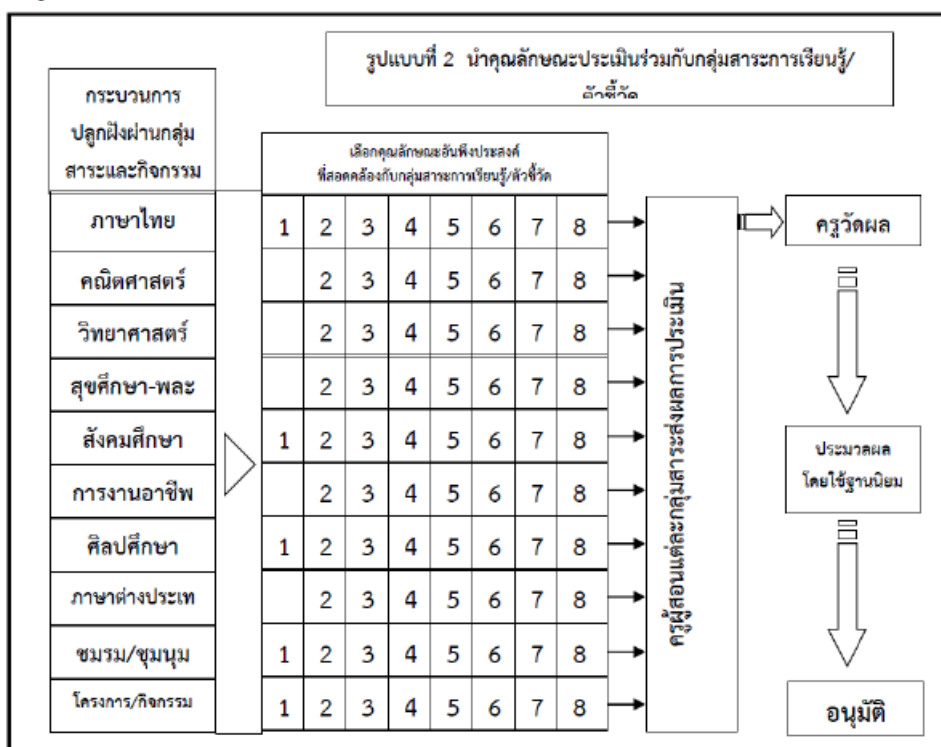 รูปแบบที่ 2 นำคุณลักษณะประเมินร่วมกับกลุ่มสาระการเรียนรู้/
ตัวชี้วัด
กระบวนการ
ปลูกฝังผ่านกลุ่ม
สาระและกิจกรรม
เลือกคุณลักษณะอันพึงประสงค์
ที่สอดคล้องกับกลุ่มสาระการเรียนรู้/ตัวชี้วัด
ภาษาไทย 1 2 3 4 5 6 7 8
คณิตศาสตร์ 2 3 4 5 6 7 8
วิทยาศาสตร์ 2 3 4 5 6 7 8
สุขศึกษา-พละ 2 3 4 5 6 7 8
สังคมศึกษา 1 2 3 4 5 6 7 8
การงานอาชีพ 2 3 4 5 6 7 8
ศิลปศึกษา 1 2 3 4 5 6 7 8
ภาษาต่างประเท 2 3 4 5 6 7 8
ชมรม/ชุมนุม 1 2 3 4 5 6 7 8
โครงการ/กิจกรรม 1 2 3 4 5 6 7 8
ครูผู้สอนแต่ละกลุ่มสาระส่งผลการประเมิน
ครูวัดผล
ประมวลผล
โดยใช้ฐานนิยม
อนุมัติ